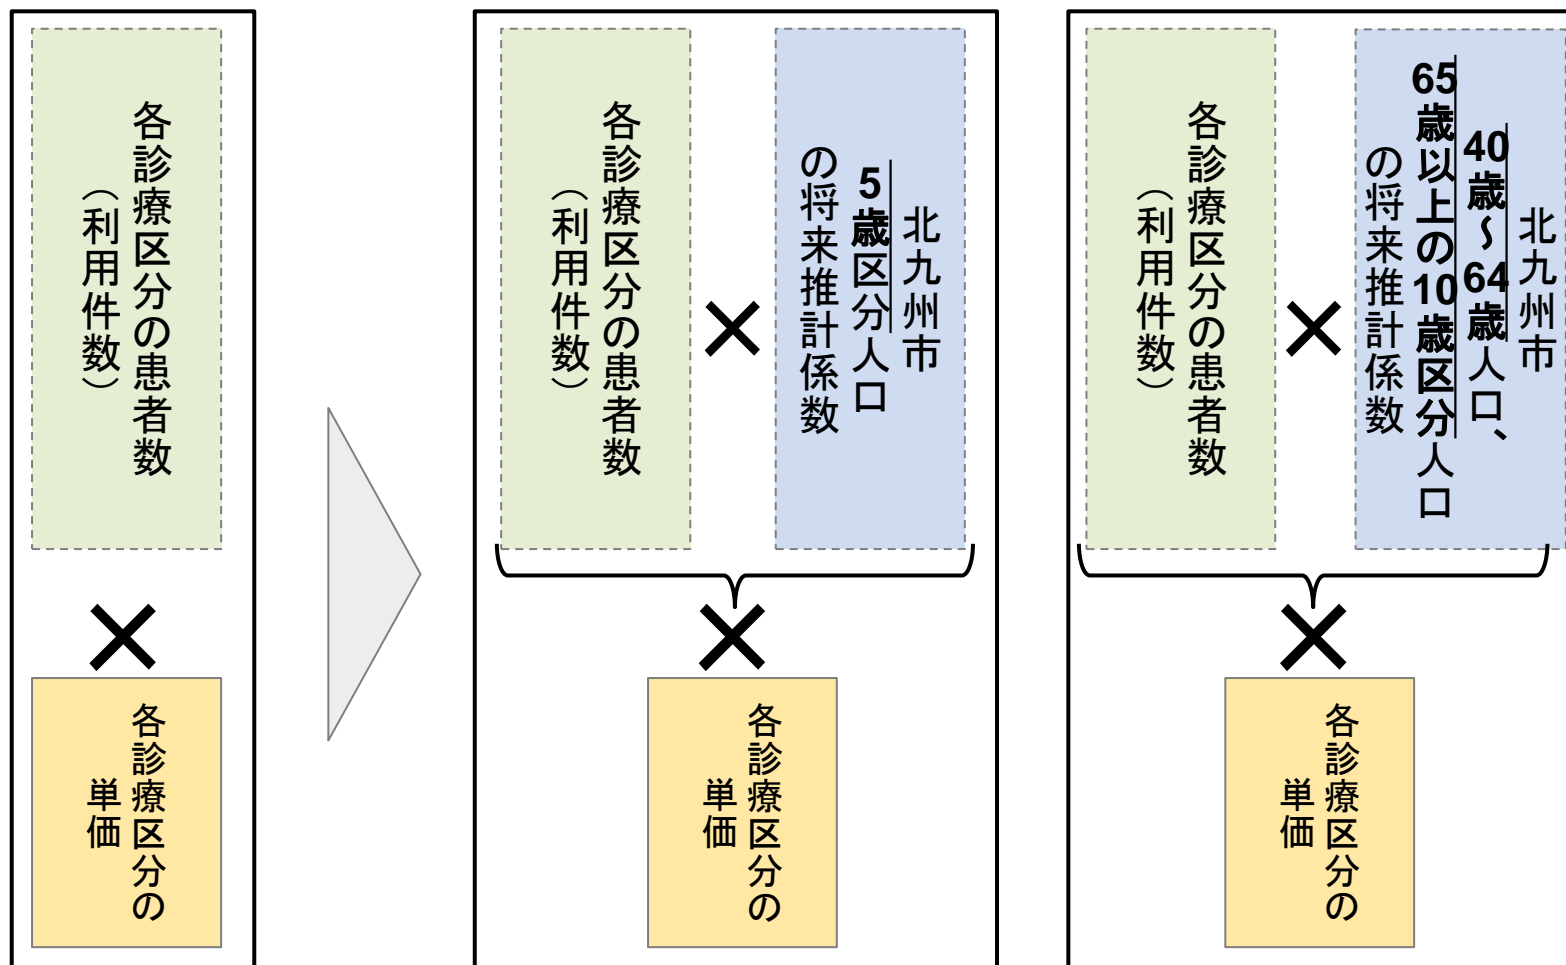 各診療区分の患者数
（利用件数）
×
各診療区分の
単価
各診療区分の患者数
（利用件数）
×
北九州市
5歳区分人口
の将来推計係数
×
各診療区分の
単価
各診療区分の患者数
（利用件数）
×
北九州市
40歳～64歳人口、
65歳以上の10歳区分人口
の将来推計係数
×
各診療区分の
単価